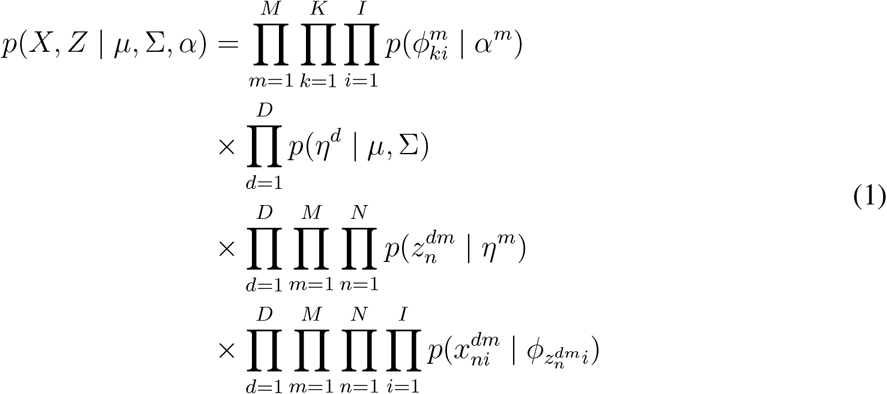 p(X, Z | μ, Σ, α) = ∏_{m=1}^{M} ∏_{k=1}^{K} ∏_{i=1}^{I} p(ϕ_{ki}^{m} | α^{m})
× ∏_{d=1}^{D} p(η^{d} | μ, Σ)
(1)
× ∏_{d=1}^{D} ∏_{m=1}^{M} ∏_{n=1}^{N} p(z_{n}^{dm} | η^{m})
× ∏_{d=1}^{D} ∏_{m=1}^{M} ∏_{n=1}^{N} ∏_{i=1}^{I} p(x_{ni}^{dm} | ϕ_{z_{n}^{dm} i})